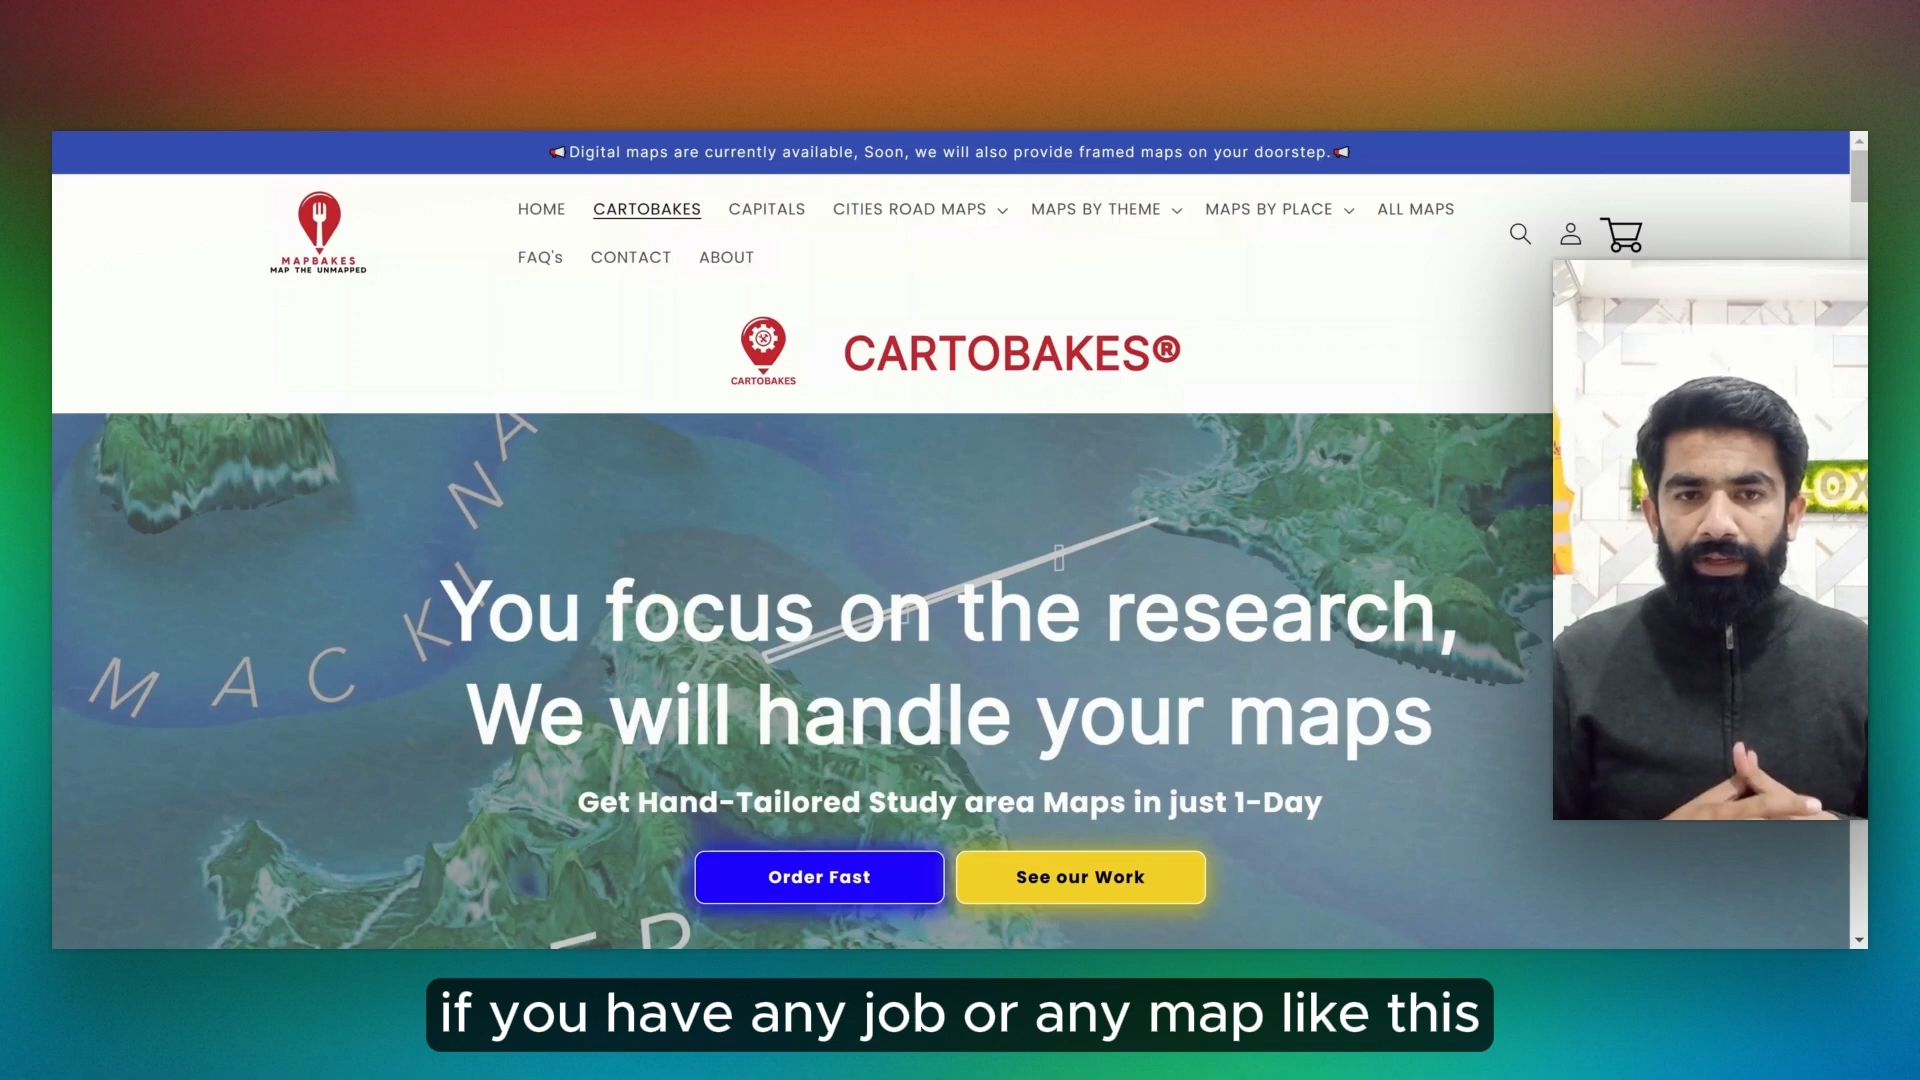 📢Digital maps are currently available, Soon, we will also provide framed maps on your doorstep.📢
MAPBAKES
MAP THE UNMAPPED
HOME CARTOBAKES CAPITALS CITIES ROAD MAPS MAPS BY THEME MAPS BY PLACE ALL MAPS
FAQ's CONTACT ABOUT
CARTOBAKES
CARTOBAKES®
MACKINA
You focus on the research,
We will handle your maps
Get Hand-Tailored Study area Maps in just 1-Day
Order Fast See our Work
if you have any job or any map like this